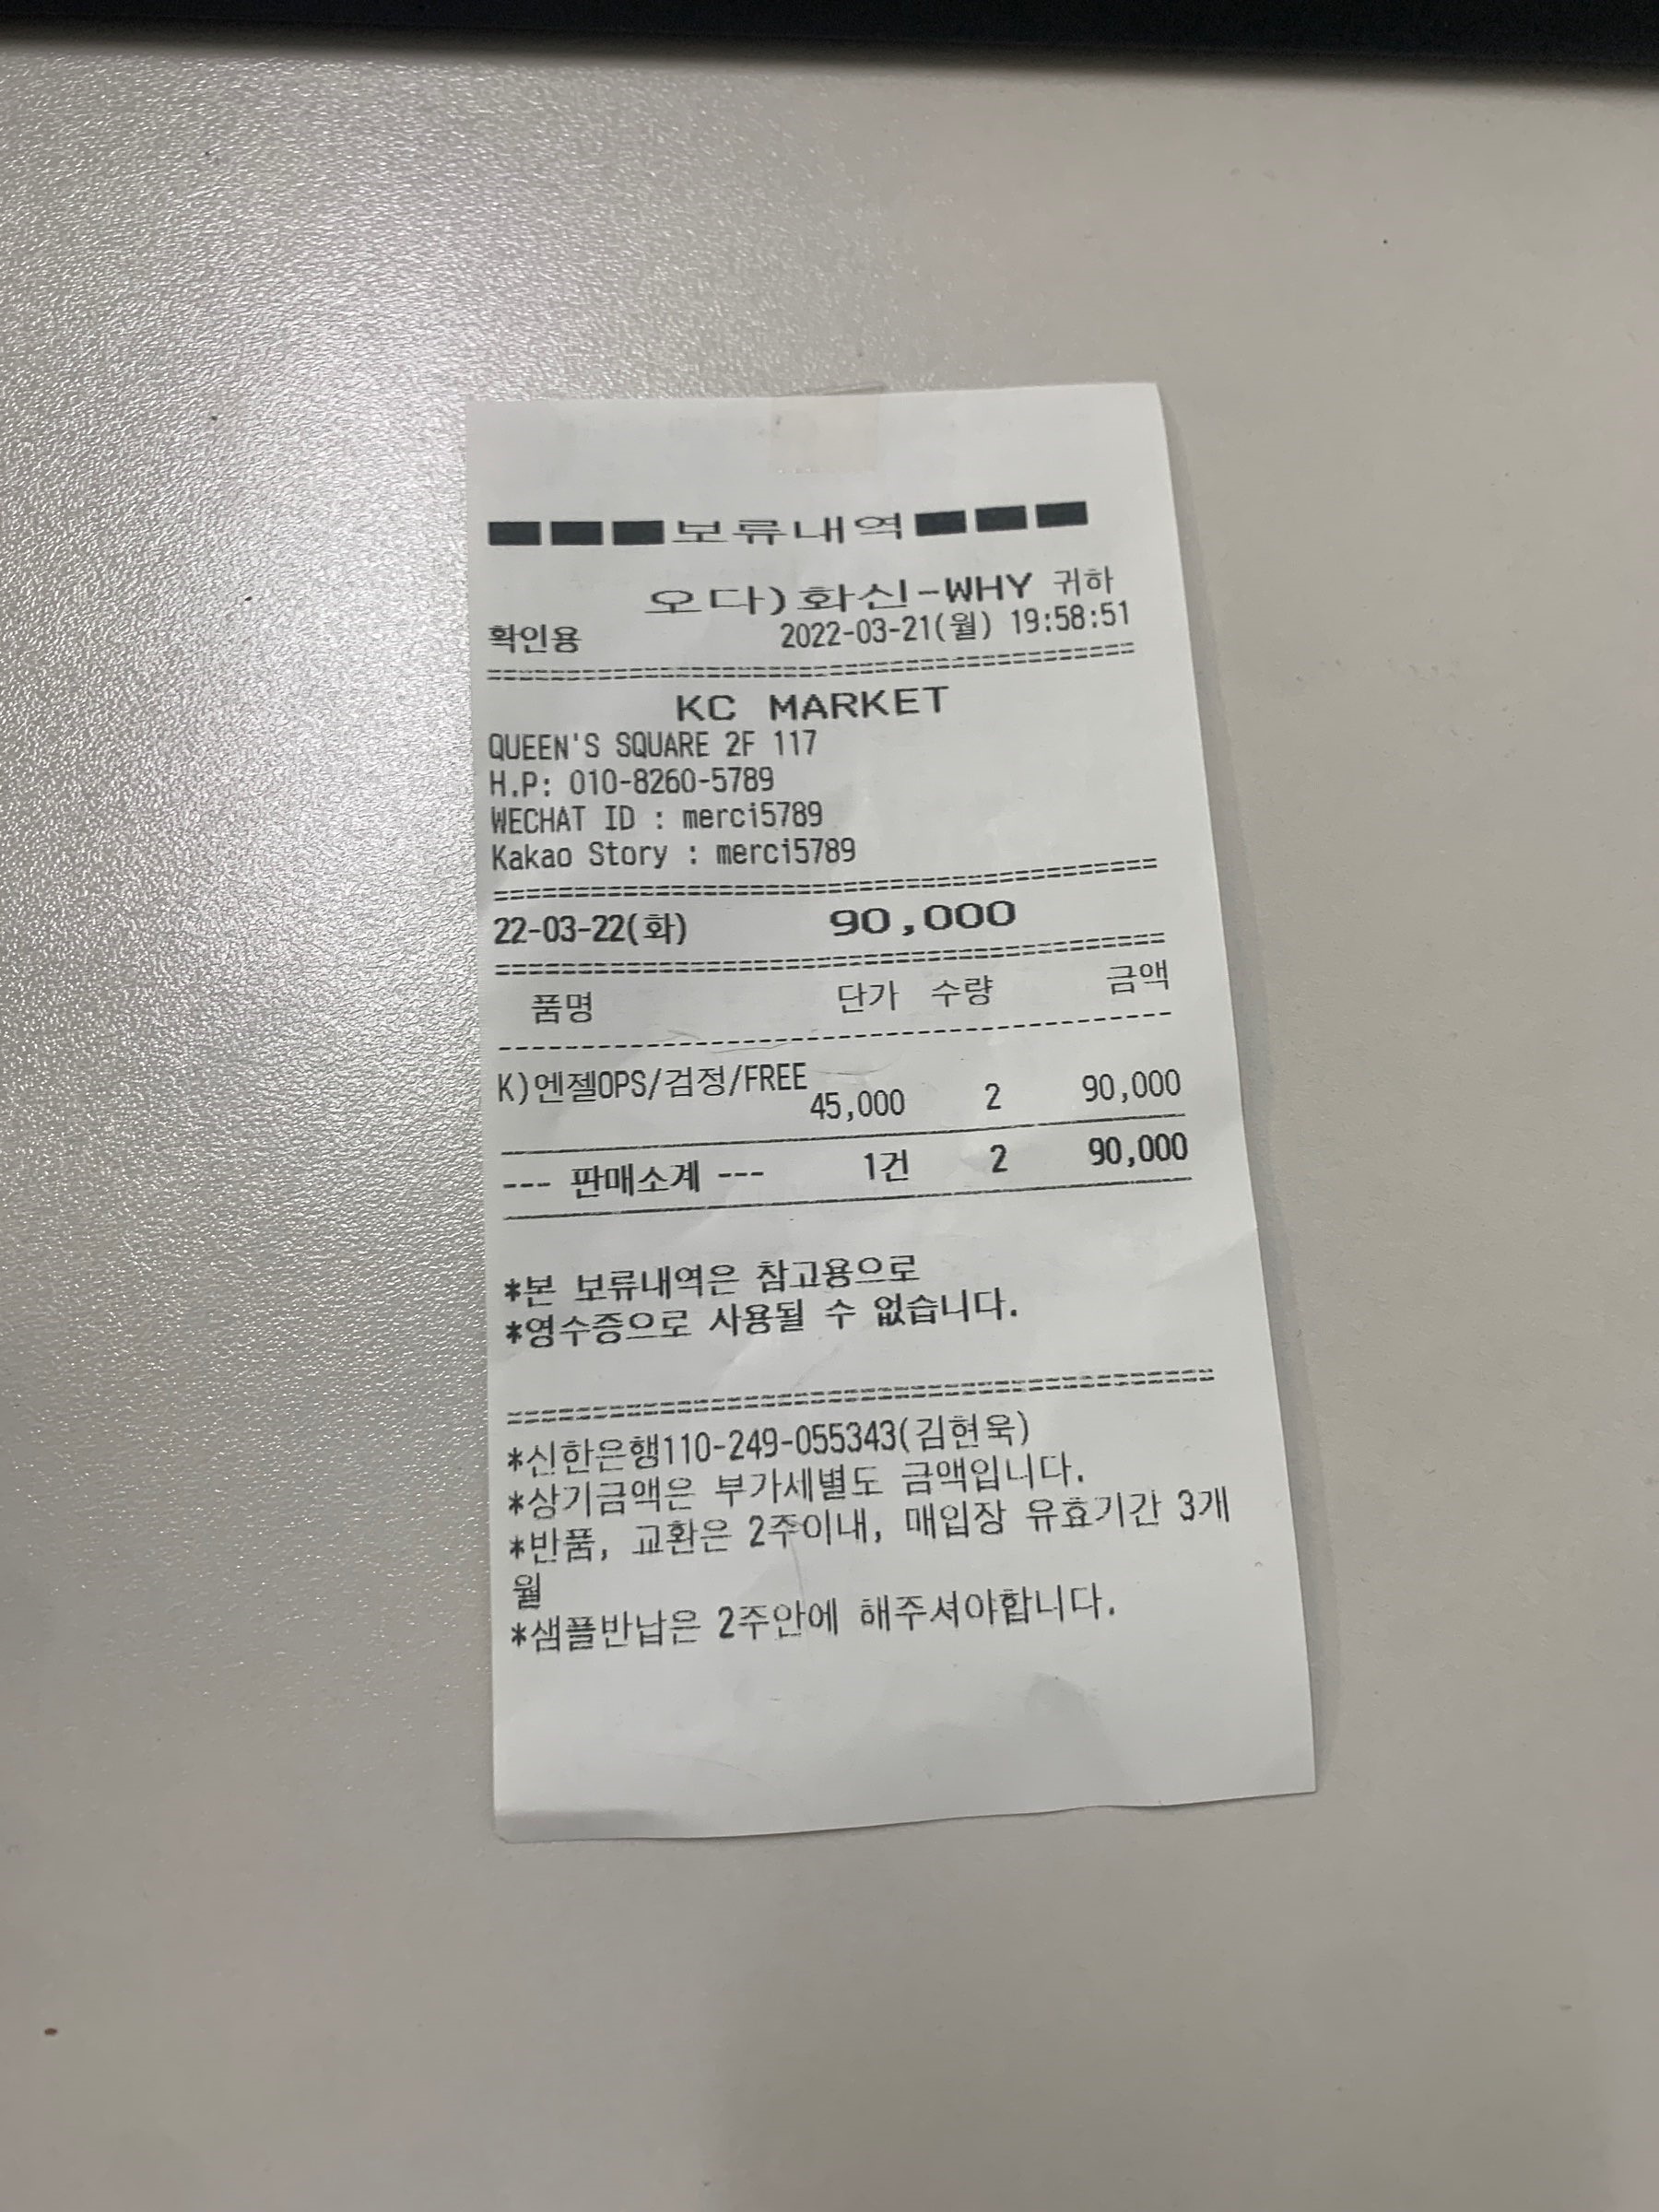 ■■■보류내역■■■
오다)화신-WHY 귀하
확인용 2022-03-21(월) 19:58:51
========================================
KC MARKET
QUEEN'S SQUARE 2F 117
H.P: 010-8260-5789
WECHAT ID : merci5789
Kakao Story : merci5789
========================================
22-03-22(화) 90,000
========================================
품명 단가 수량 금액
----------------------------------------
K)엔젤OPS/검정/FREE
45,000 2 90,000
--- 판매소계 --- 1건 2 90,000
*본 보류내역은 참고용으로
*영수증으로 사용될 수 없습니다.
========================================
*신한은행110-249-055343(김현욱)
*상기금액은 부가세별도 금액입니다.
*반품, 교환은 2주이내, 매입장 유효기간 3개
월
*샘플반납은 2주안에 해주셔야합니다.